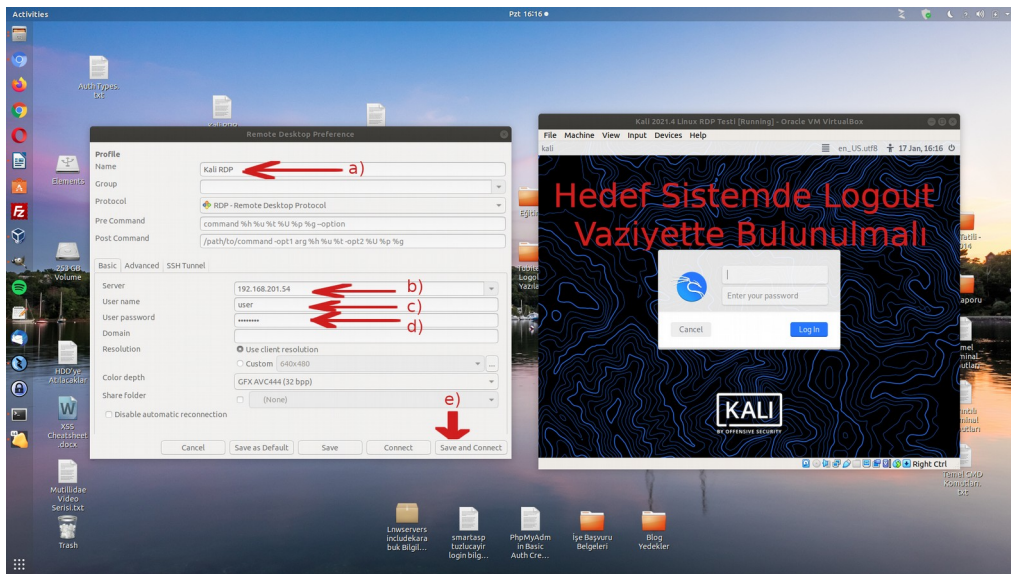 Activities
Pzt 16:16
Auth Types.
txt
Elements
253 GB
Volume
HDD'ye
Atılacaklar
XSS
Cheatsheet
.docx
Mutillidae
Video
Serisi.txt
Trash
Remote Desktop Preference
Profile
Name
Kali RDP
a)
Group
Protocol
RDP - Remote Desktop Protocol
Pre Command
command %h %u %t %U %p %g --option
Post Command
/path/to/command -opt1 arg %h %u %t -opt2 %U %p %g
Basic
Advanced
SSH Tunnel
Server
192.168.201.54
b)
User name
user
c)
User password
d)
Domain
Resolution
Use client resolution
Custom
640x480
...
Color depth
GFX AVC444 (32 bpp)
Share folder
(None)
e)
Disable automatic reconnection
Cancel
Save as Default
Save
Connect
Save and Connect
Kali 2021.4 Linux RDP Testi [Running] - Oracle VM VirtualBox
File Machine View Input Devices Help
kali
en_US.utf8
17 Jan, 16:16
Hedef Sistemde Logout
Vaziyette Bulunulmalı
Enter your password
Cancel
Log In
KALI
BY OFFENSIVE SECURITY
Right Ctrl
Temel CMD
Komutları.
txt
Lnwservers
includekara
buk Bilgil...
smartasp
tuzlucayir
login bilg...
PhpMyAdm
in Basic
Auth Cre...
İşe Başvuru
Belgeleri
Blog
Yedekler